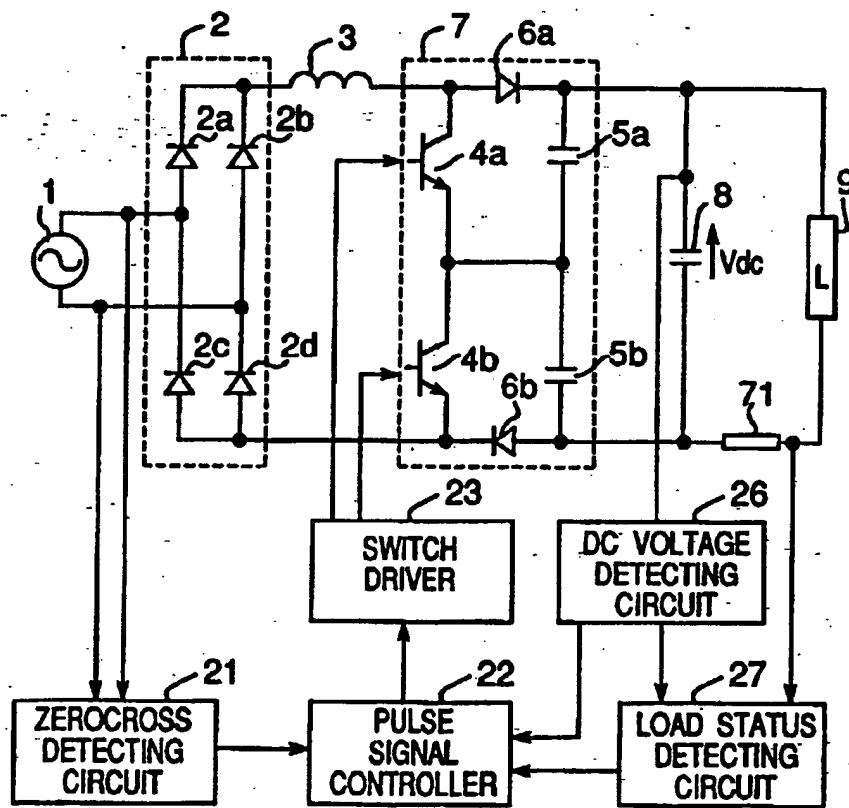 2
3
7
6a
2a
2b
4a
5a
1
8
9
Vdc
L
2c
2d
4b
5b
6b
71
23
26
SWITCH
DRIVER
DC VOLTAGE
DETECTING
CIRCUIT
21
22
27
ZEROCROSS
DETECTING
CIRCUIT
PULSE
SIGNAL
CONTROLLER
LOAD STATUS
DETECTING
CIRCUIT